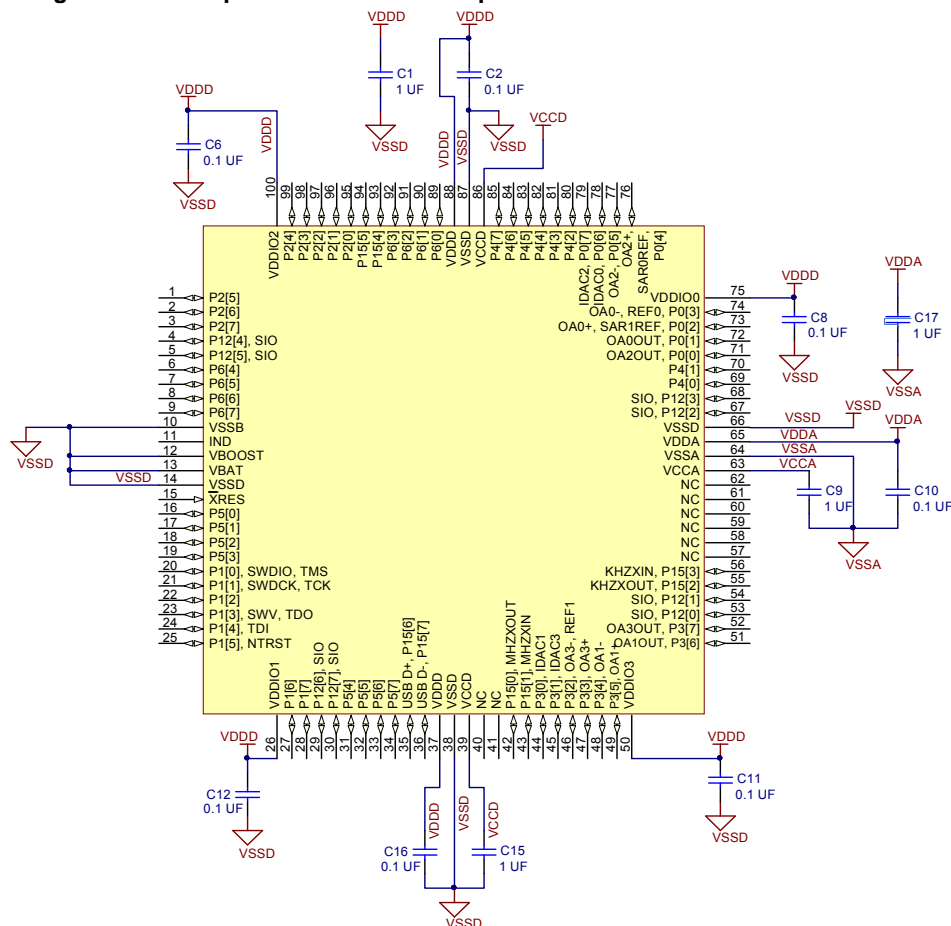 VDDD
C1
1 UF
VSSD
VDDD
C2
0.1 UF
VSSD
VDDD
C6
0.1 UF
VSSD
VDDD
VDDD
VSSD
VCCD
100
99
98
97
96
95
94
93
92
91
90
89
88
87
86
85
84
83
82
81
80
79
78
77
76
VDDIO2
P2[4]
P2[3]
P2[2]
P2[1]
P2[0]
P15[5]
P15[4]
P6[3]
P6[2]
P6[1]
P6[0]
VDDD
VSSD
VCCD
P4[7]
P4[6]
P4[5]
P4[4]
P4[3]
P4[2]
IDAC2, P0[7]
IDAC0, P0[6]
OA2-, P0[5]
OA2+,
SAR0REF,
P0[4]
1 P2[5]
2 P2[6]
3 P2[7]
4 P12[4], SIO
5 P12[5], SIO
6 P6[4]
7 P6[5]
8 P6[6]
9 P6[7]
10 VSSB
11 IND
12 VBOOST
13 VBAT
VSSD 14 VSSD
VSSD
15 XRES
16 P5[0]
17 P5[1]
18 P5[2]
19 P5[3]
20 P1[0], SWDIO, TMS
21 P1[1], SWDCK, TCK
22 P1[2]
23 P1[3], SWV, TDO
24 P1[4], TDI
25 P1[5], NTRST
VDDIO0 75
OA0-, REF0, P0[3] 74
OA0+, SAR1REF, P0[2] 73
OA0OUT, P0[1] 72
OA2OUT, P0[0] 71
P4[1] 70
P4[0] 69
SIO, P12[3] 68
SIO, P12[2] 67
VSSD 66 VSSD
VDDA 65 VDDA
VSSA 64 VSSA
VCCA 63 VCCA
NC 62
NC 61
NC 60
NC 59
NC 58
NC 57
KHZXIN, P15[3] 56
KHZXOUT, P15[2] 55
SIO, P12[1] 54
SIO, P12[0] 53
OA3OUT, P3[7] 52
OA1OUT, P3[6] 51
VDDD
C8
0.1 UF
VSSD
VDDA
C17
1 UF
VSSA
VSSD
VDDA
C9
1 UF
C10
0.1 UF
VSSA
VDDIO1
P1[6]
P1[7]
P12[6], SIO
P12[7], SIO
P5[4]
P5[5]
P5[6]
P5[7]
USB D+, P15[6]
USB D-, P15[7]
VDDD
VSSD
VCCD
NC
NC
P15[0], MHZXOUT
P15[1], MHZXIN
P3[0], IDAC1
P3[1], IDAC3
P3[2], OA3-, REF1
P3[3], OA3+
P3[4], OA1-
P3[5], OA1+
VDDIO3
26
27
28
29
30
31
32
33
34
35
36
37
38
39
40
41
42
43
44
45
46
47
48
49
50
VDDD
C12
0.1 UF
VSSD
VDDD
VSSD
VCCD
C16
0.1 UF
C15
1 UF
VSSD
VDDD
C11
0.1 UF
VSSD